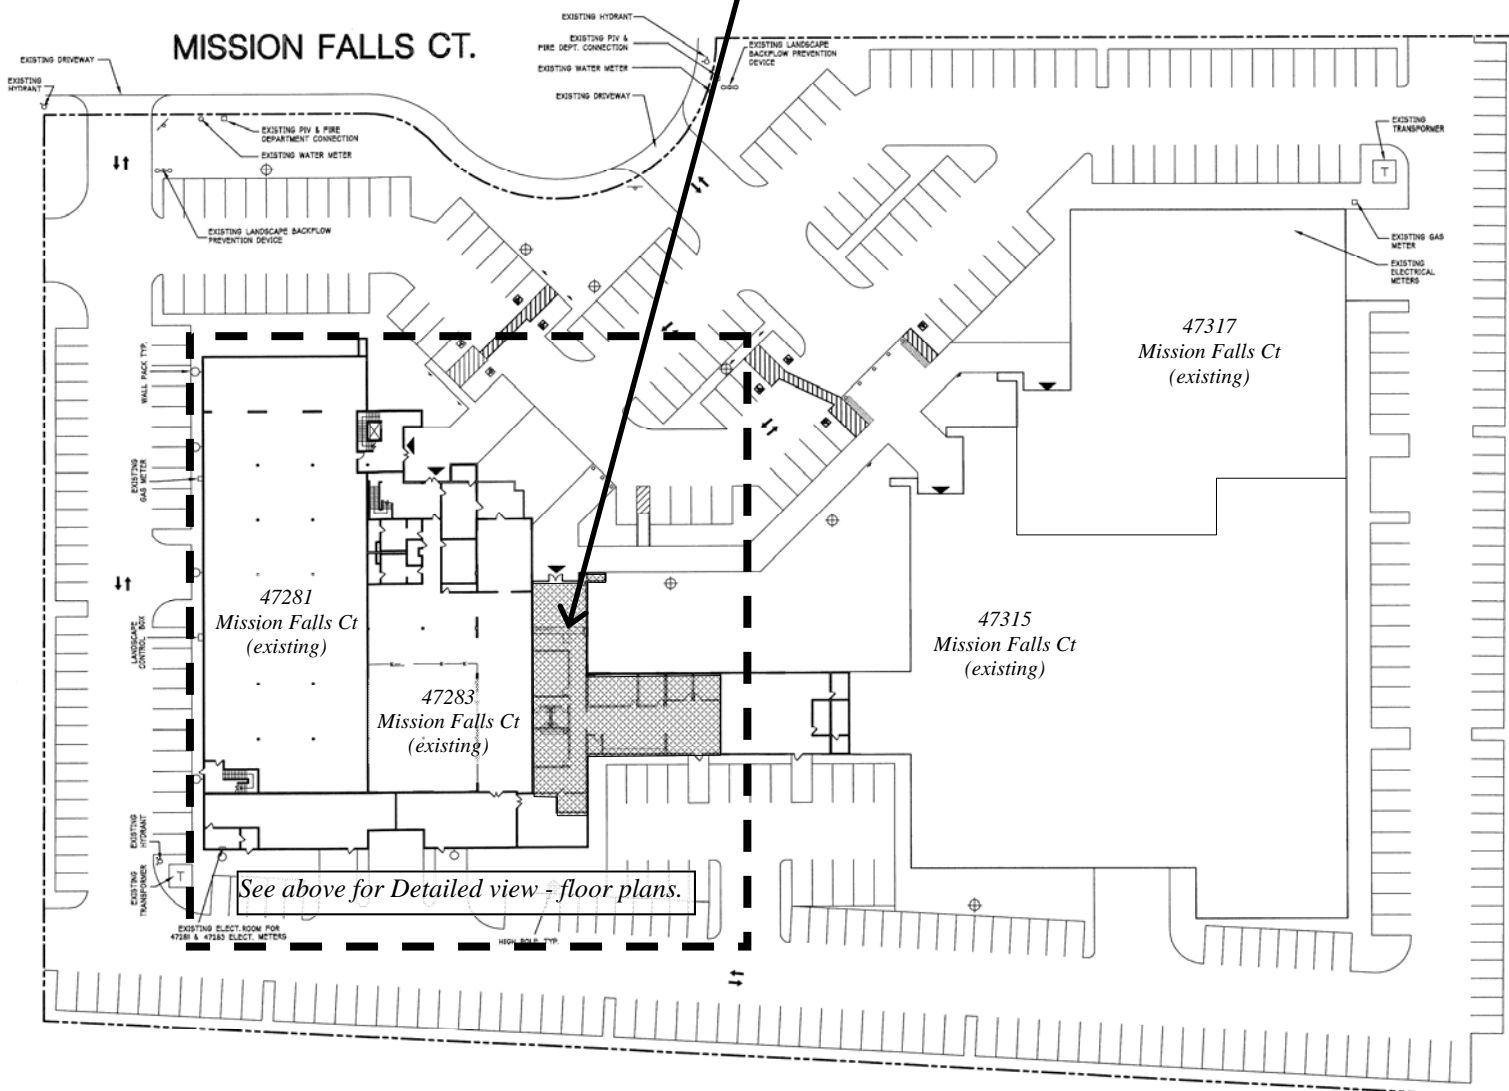 MISSION FALLS CT.
EXISTING DRIVEWAY
EXISTING
HYDRANT
EXISTING PIV & FIRE
DEPARTMENT CONNECTION
EXISTING WATER METER
EXISTING LANDSCAPE BACKFLOW
PREVENTION DEVICE
EXISTING HYDRANT
EXISTING PIV &
FIRE DEPT. CONNECTION
EXISTING WATER METER
EXISTING DRIVEWAY
EXISTING LANDSCAPE
BACKFLOW PREVENTION
DEVICE
EXISTING
TRANSFORMER
T
EXISTING GAS
METER
EXISTING
ELECTRICAL
METERS
47317
Mission Falls Ct
(existing)
WALL PACK TYP.
EXISTING
GAS METER
LANDSCAPE
CONTROL BOX
47281
Mission Falls Ct
(existing)
47283
Mission Falls Ct
(existing)
47315
Mission Falls Ct
(existing)
EXISTING
HYDRANT
EXISTING
TRANSFORMER
T
See above for Detailed view - floor plans.
EXISTING ELECT.ROOM FOR
47281 & 47283 ELECT. METERS
HIGH POLE TYP.